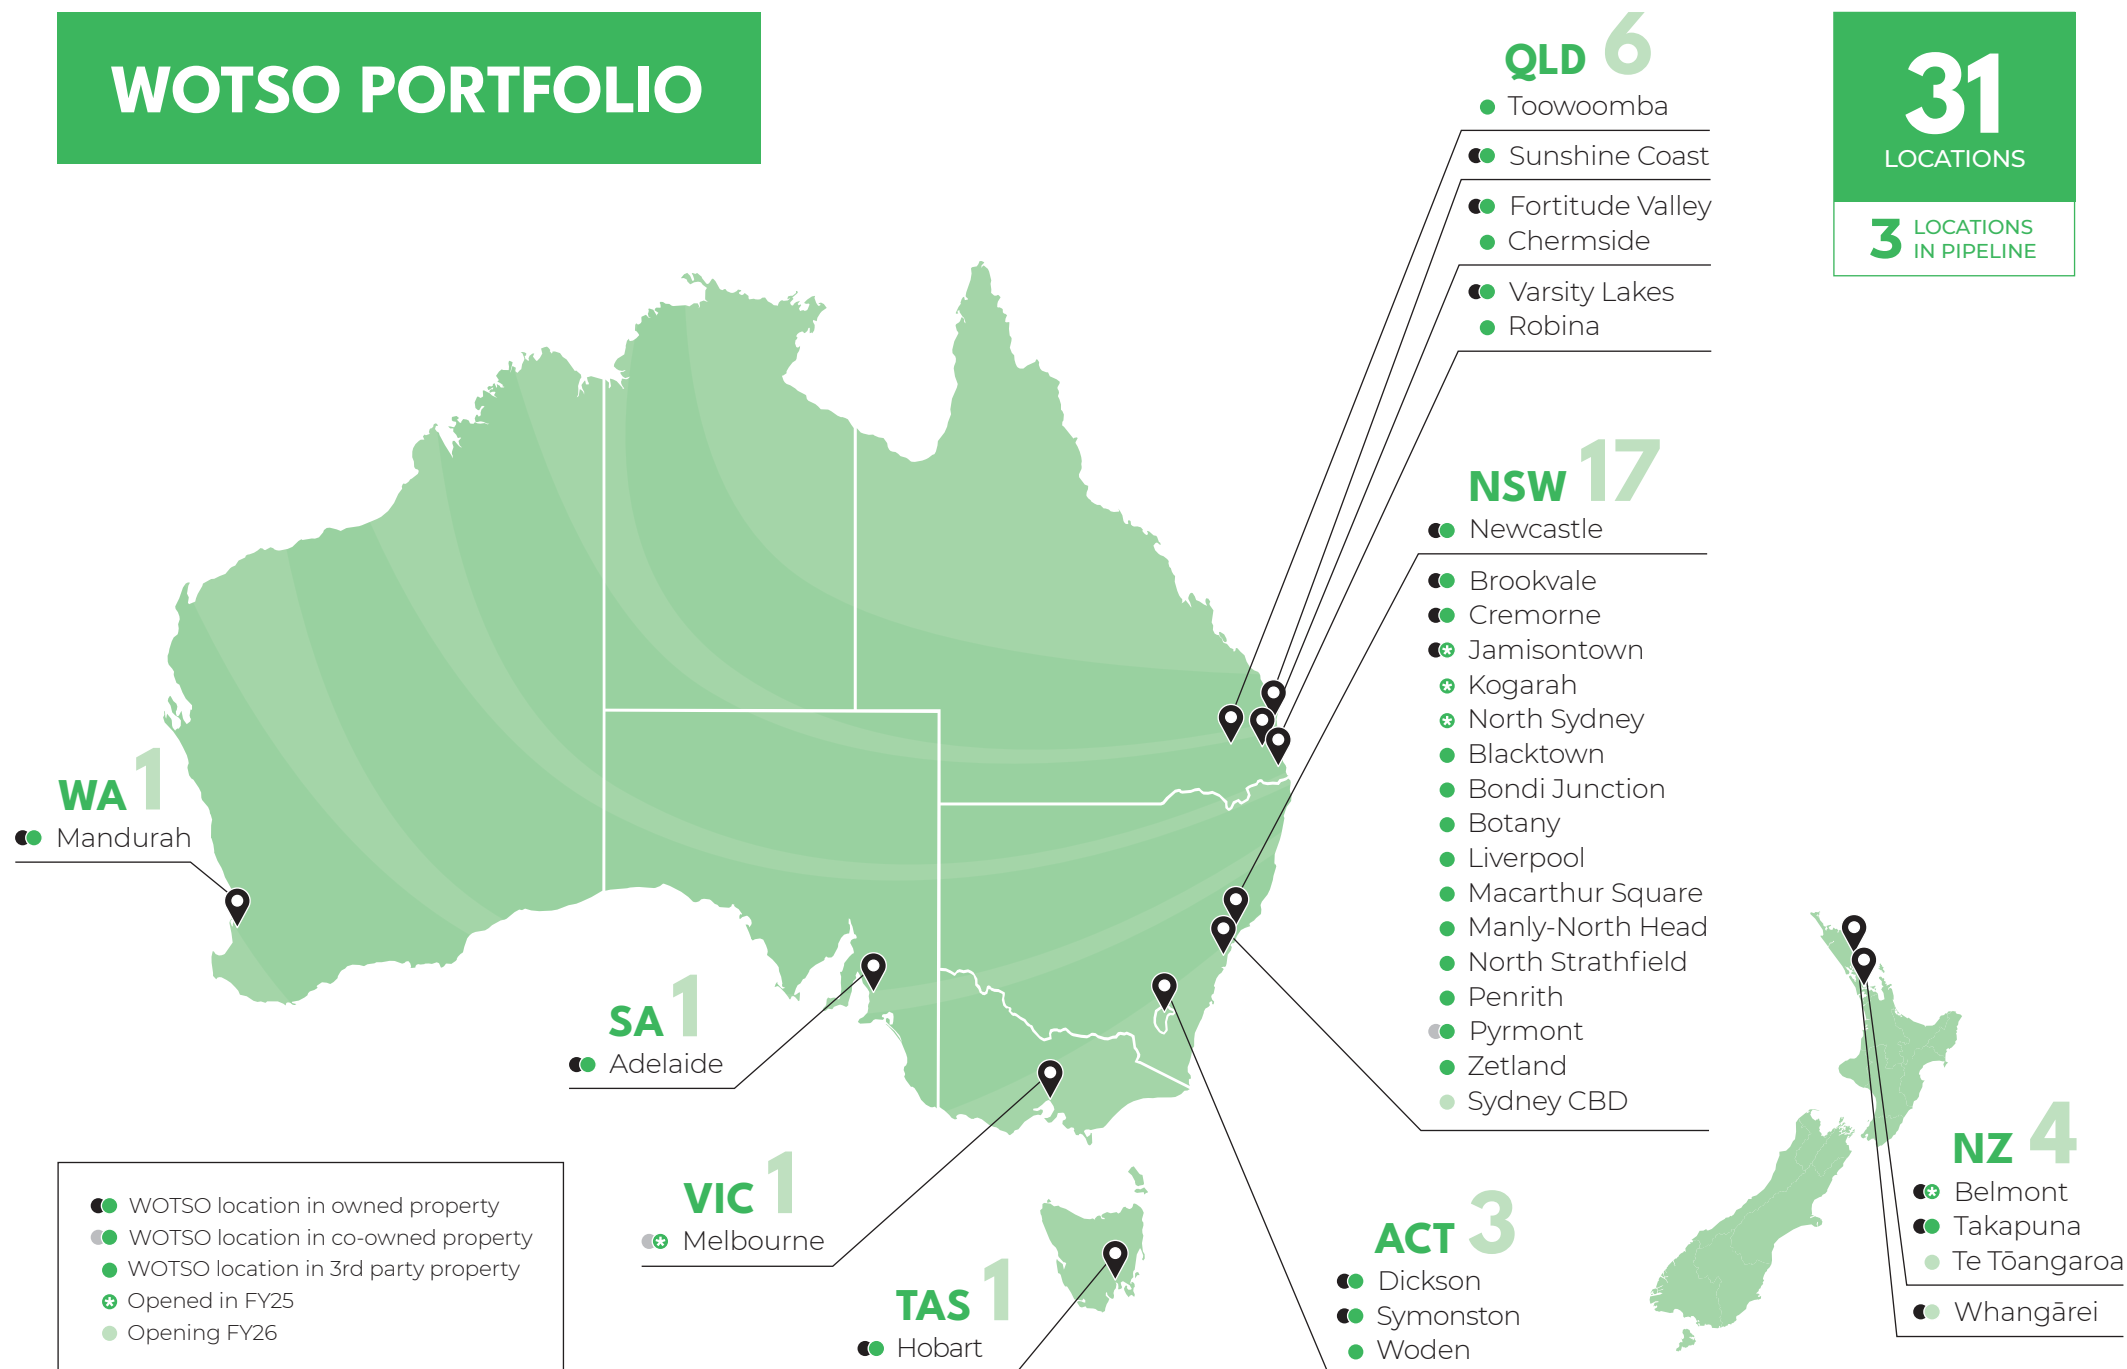 WOTSO PORTFOLIO
31
LOCATIONS
3 LOCATIONS
IN PIPELINE
QLD 6
Toowoomba
Sunshine Coast
Fortitude Valley
Chermside
Varsity Lakes
Robina
NSW 17
Newcastle
Brookvale
Cremorne
Jamisontown
Kogarah
North Sydney
Blacktown
Bondi Junction
Botany
Liverpool
Macarthur Square
Manly-North Head
North Strathfield
Penrith
Pyrmont
Zetland
Sydney CBD
WA 1
Mandurah
SA 1
Adelaide
VIC 1
Melbourne
TAS 1
Hobart
ACT 3
Dickson
Symonston
Woden
NZ 4
Belmont
Takapuna
Te Tōangaroa
Whangārei
WOTSO location in owned property
WOTSO location in co-owned property
WOTSO location in 3rd party property
Opened in FY25
Opening FY26